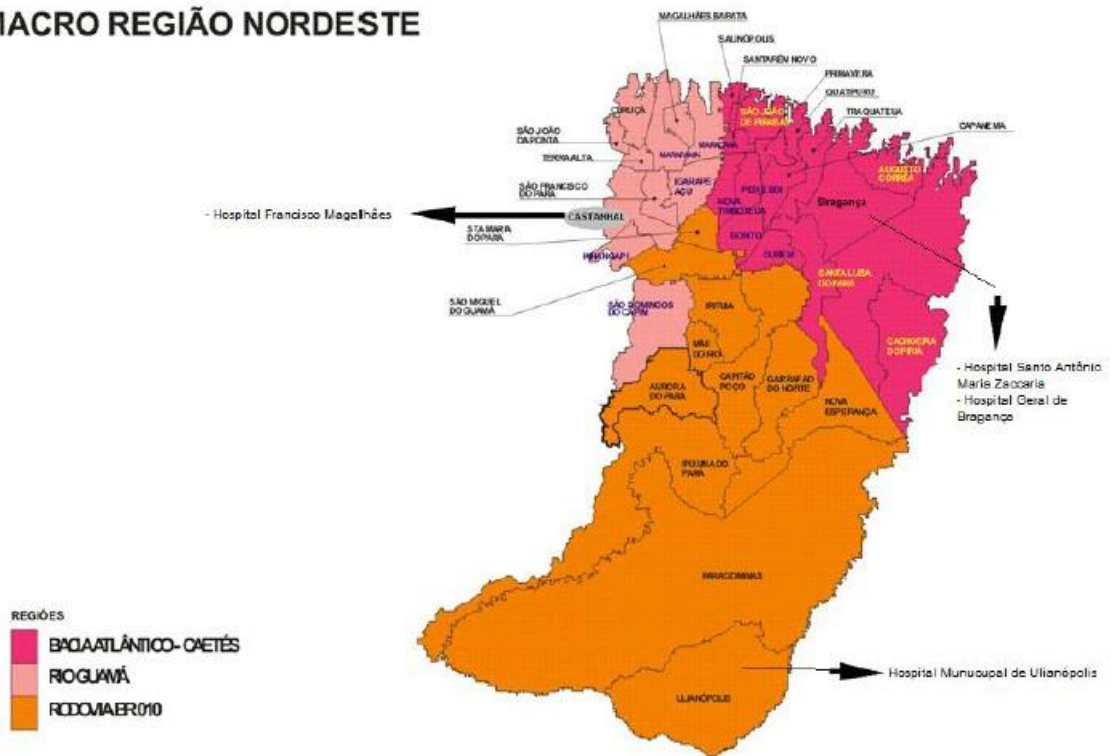 MACRO REGIÃO NORDESTE
MAGALHÃES BARATA
SALINÓPOLIS
SANTARÉM NOVO
PRIMAVERA
QUATIPURU
TRAQUATEUA
CAPANEMA
CURUÇÁ
SÃO JOÃO
DE PIRABAS
SÃO JOÃO
DA PONTA
TERRA ALTA
MARACANÃ
IGARAPÉ
AÇU
SÃO FRANCISCO
DO PARÁ
AUGUSTO
CORRÊA
PEIXE BOI
NOVA
TIMBOTEUA
Bragança
- Hospital Francisco Magalhães
CASTANHAL
STA MARIA
DO PARÁ
BONITO
OURÉM
SANTA LUZIA
DO PARÁ
SÃO MIGUEL
DO GUAMÁ
SÃO DOMINGOS
DO CAPIM
IRITUIA
MÃE
DO RIO
CACHOEIRA
DO PIRIÁ
- Hospital Santo Antônio
Maria Zaccaria
- Hospital Geral de
Bragança
AURORA
DO PARÁ
CAPITÃO
POÇO
GARRAFÃO
DO NORTE
NOVA
ESPERANÇA
IPIXUNA DO
PARÁ
PARAGOMINAS
Hospital Munucupal de Ulianópolis
ULIANÓPOLIS
REGIÕES
BACIA ATLÂNTICO - CAETÉS
RIO GUAMÁ
RODOVIA BR 010